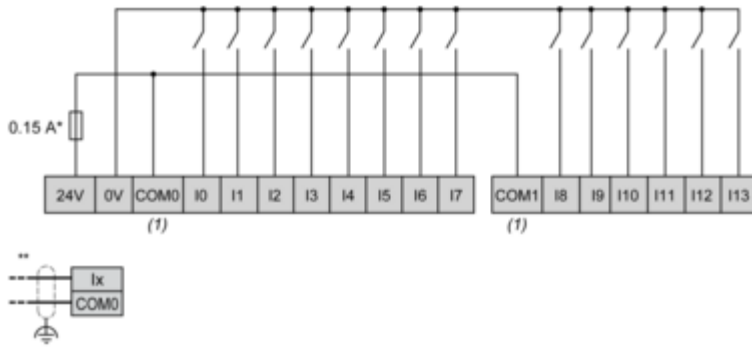 0.15 A*
24V 0V COM0 I0 I1 I2 I3 I4 I5 I6 I7 COM1 I8 I9 I10 I11 I12 I13
(1) (1)
**
Ix
COM0